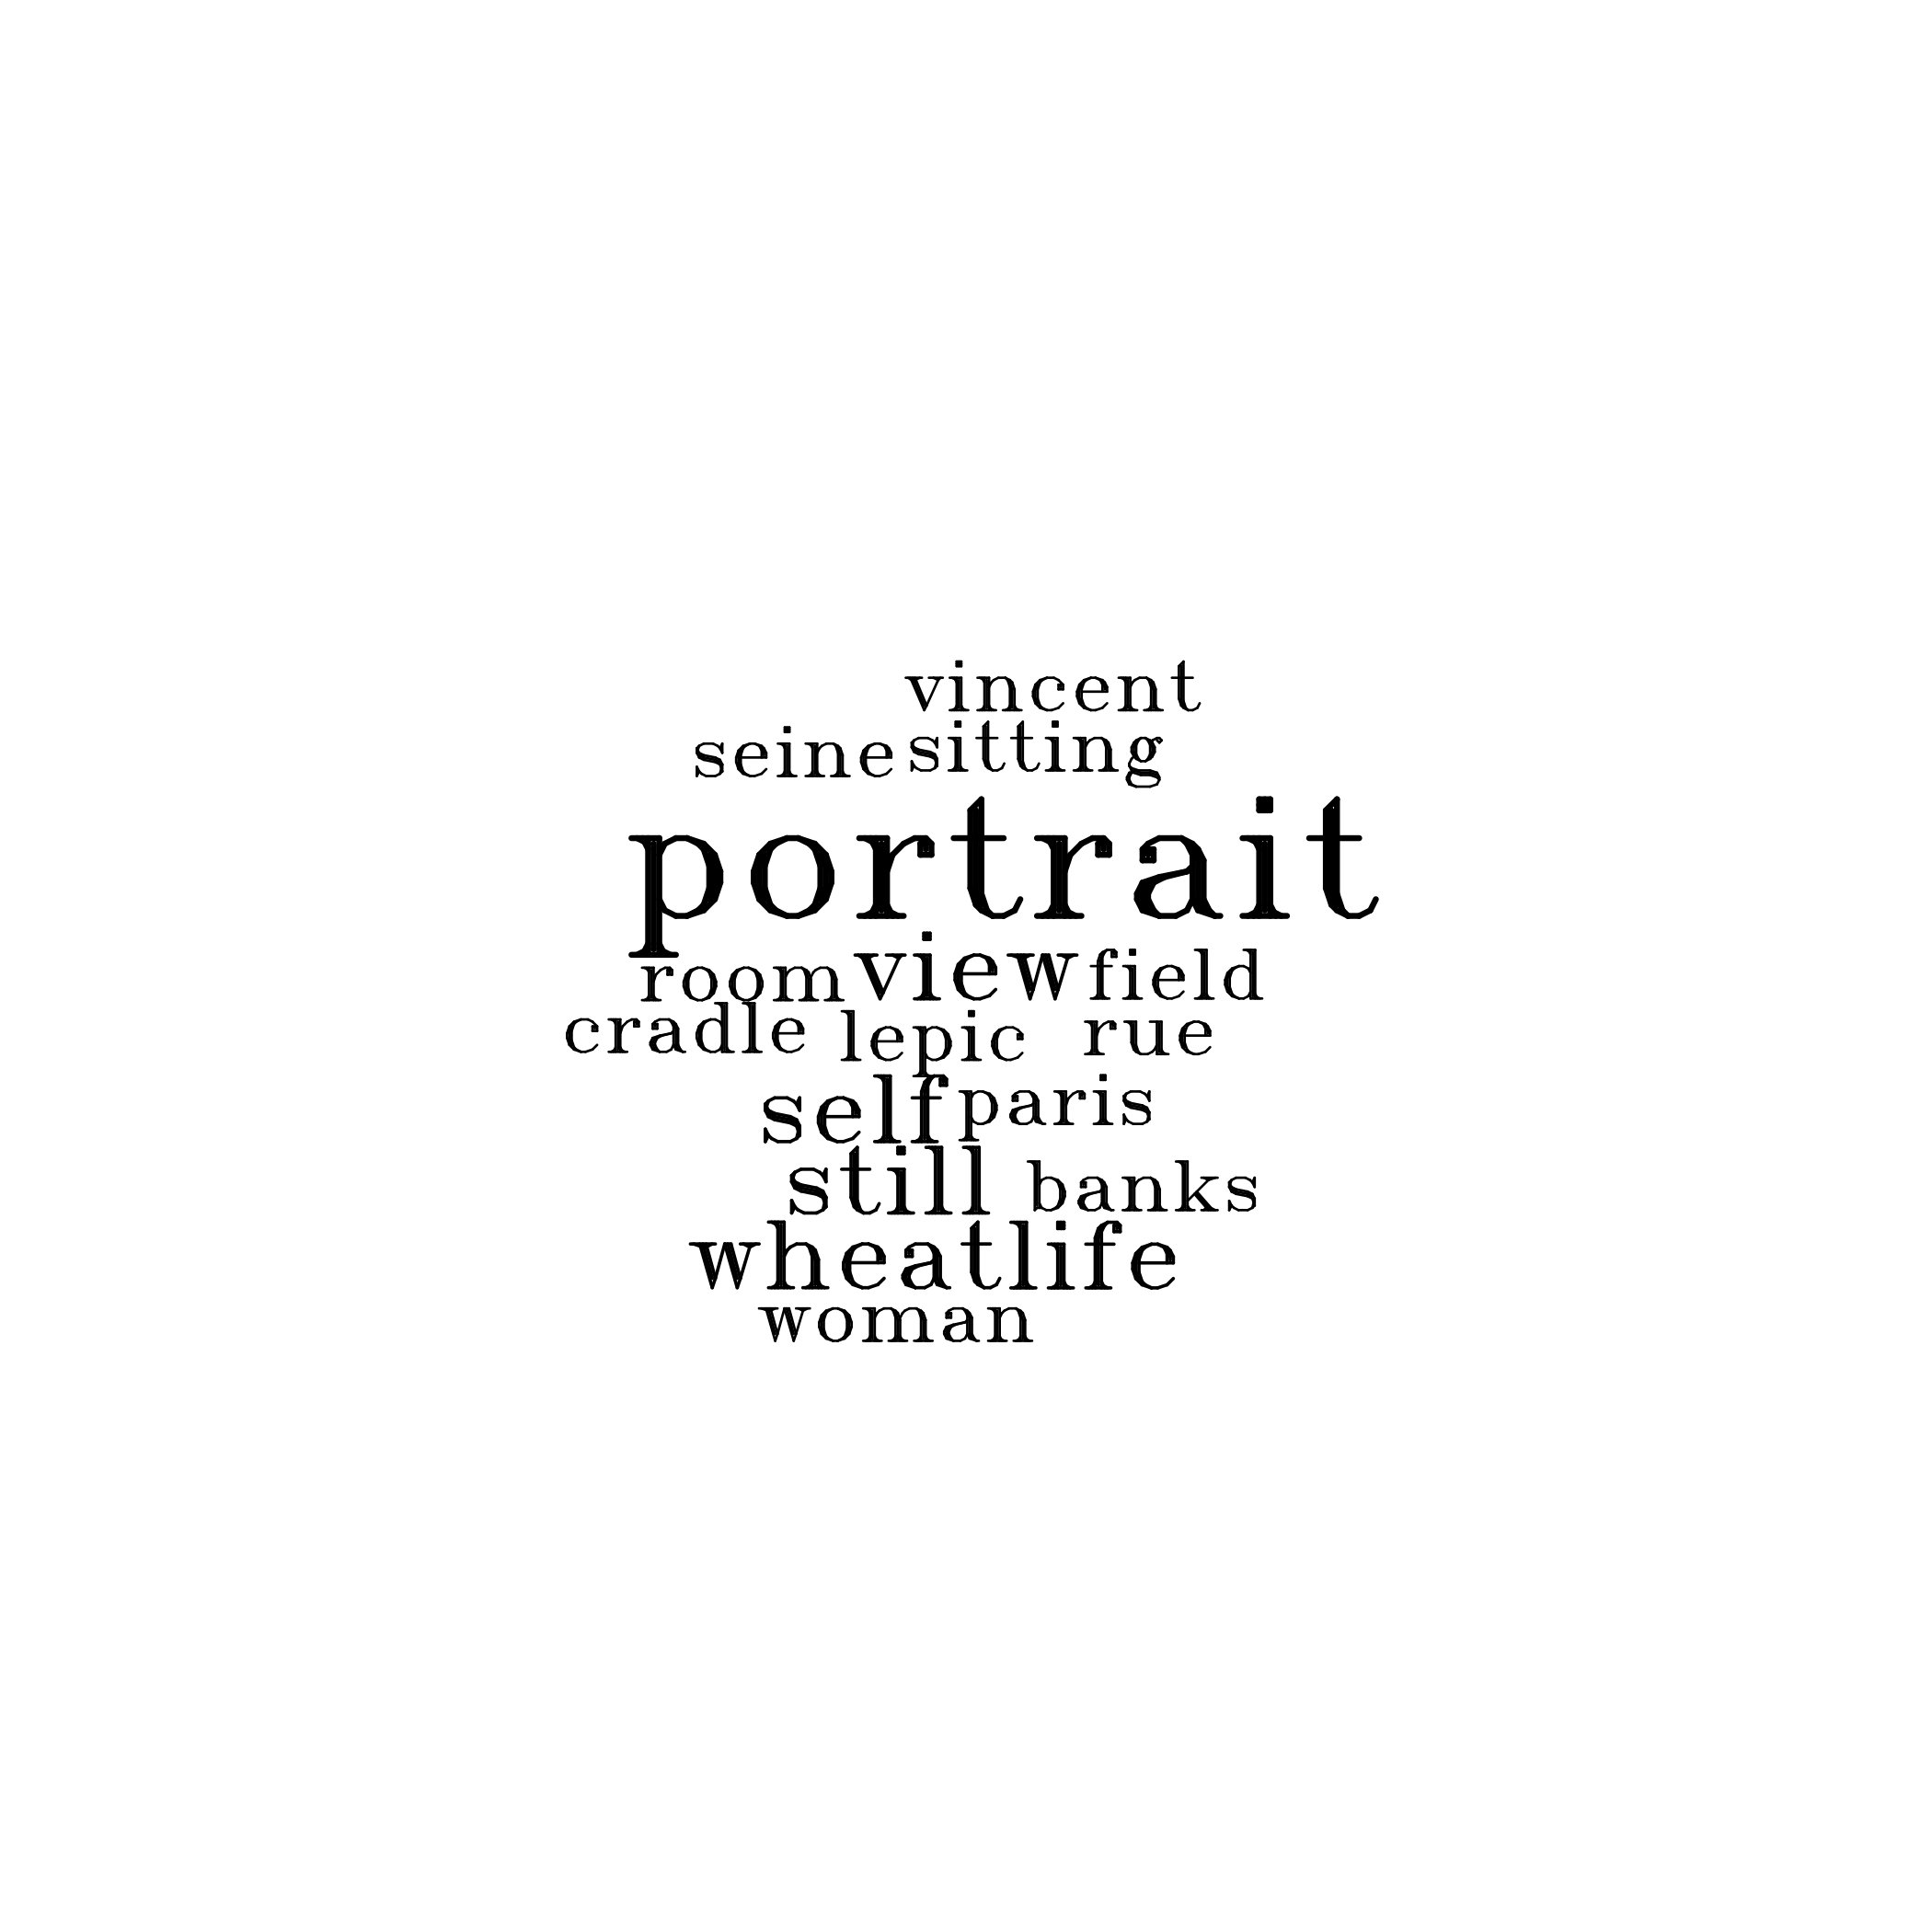 vincent
seine sitting
portrait
room view field
cradle lepic rue
self paris
still banks
wheat life
woman